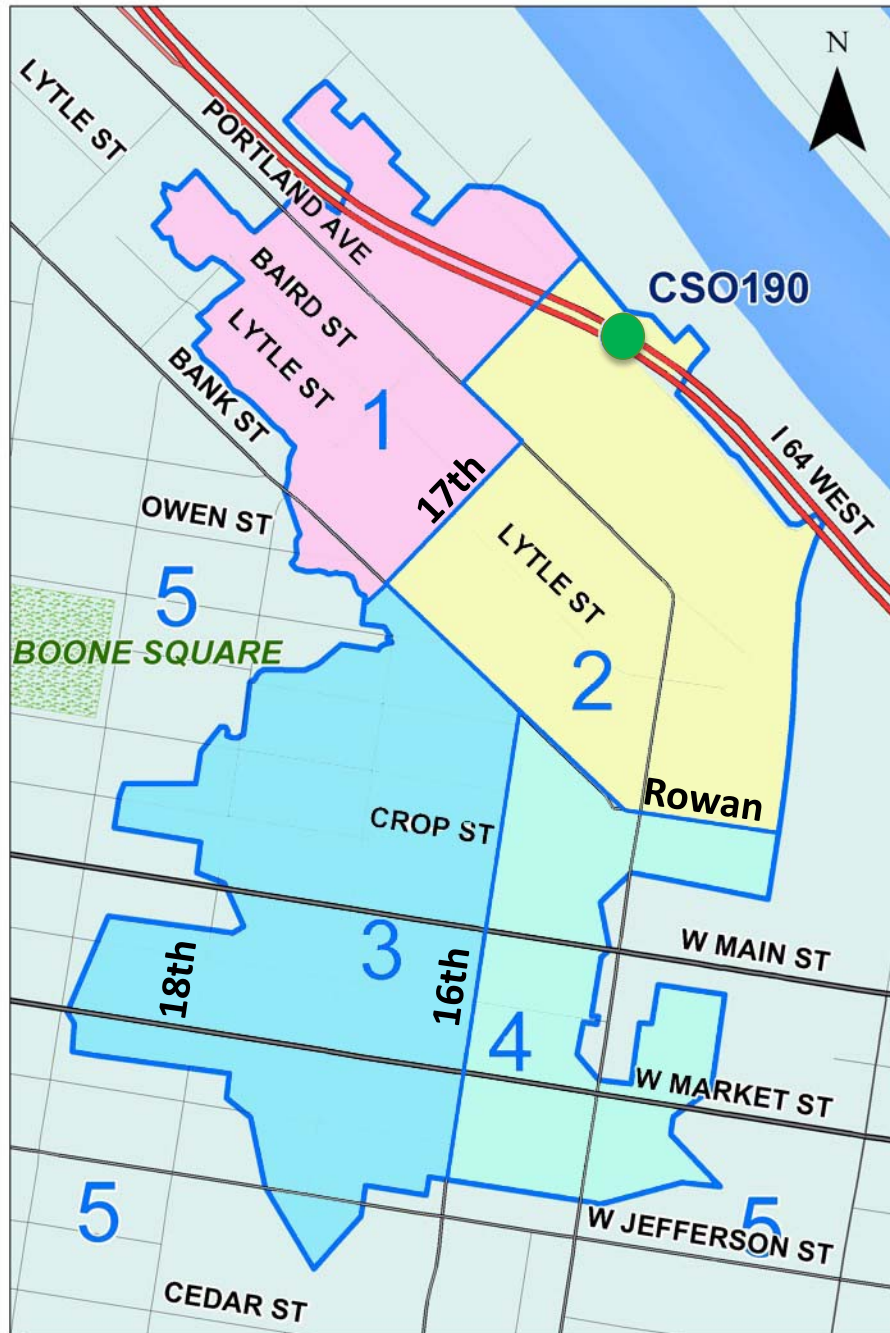 N
LYTLE ST
PORTLAND AVE
CSO190
BAIRD ST
LYTLE ST
BANK ST
1
I 64 WEST
17th
OWEN ST
LYTLE ST
5
BOONE SQUARE
2
Rowan
CROP ST
W MAIN ST
3
18th
16th
4
W MARKET ST
5
W JEFFERSON ST
5
CEDAR ST